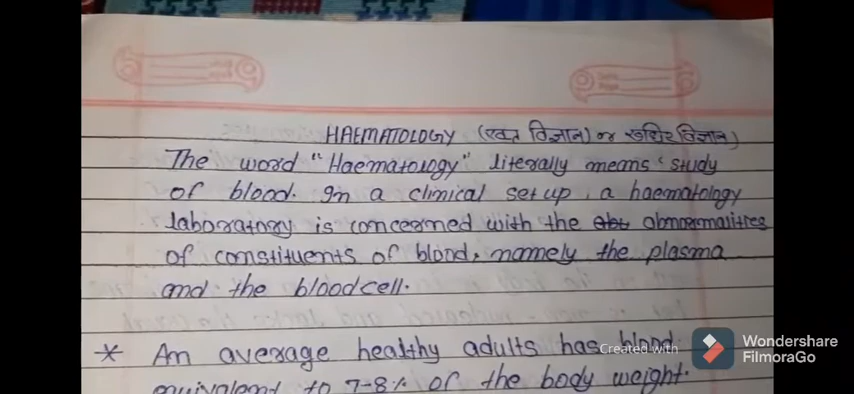 HAEMATOLOGY (रक्त विज्ञान) or रूधिर विज्ञान)
The word "Haematology" literally means 'study
of blood. In a clinical set up, a haematology
laboratory is concerned with the abnormalities
of constituents of blood, namely the plasma
and the bloodcell.
* An average healthy adults has blood
equivalent to 7-8% of the body weight.
Created with
Wondershare
FilmoraGo